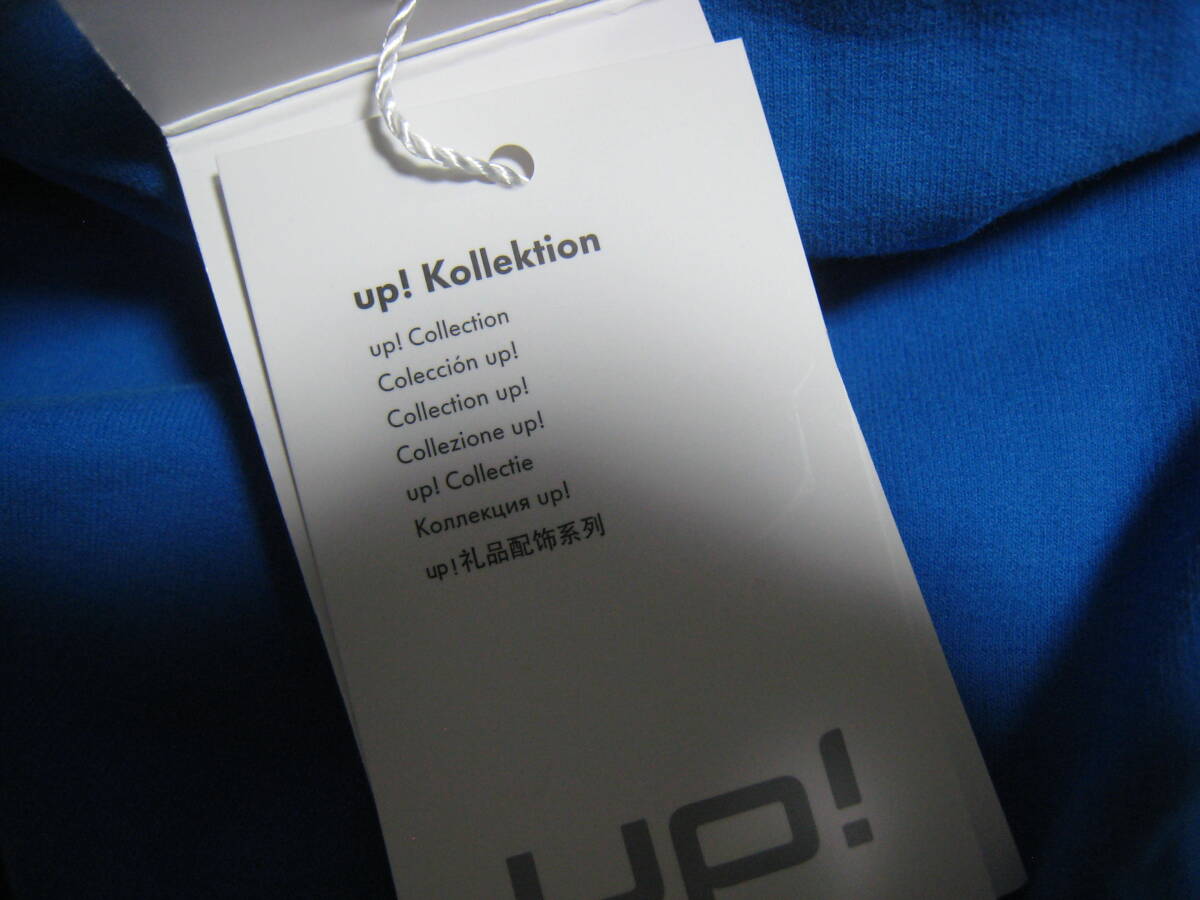 up! Kollektion
up! Collection
Colección up!
Collection up!
Collezione up!
up! Collectie
Коллекция up!
up!礼品配饰系列
up!